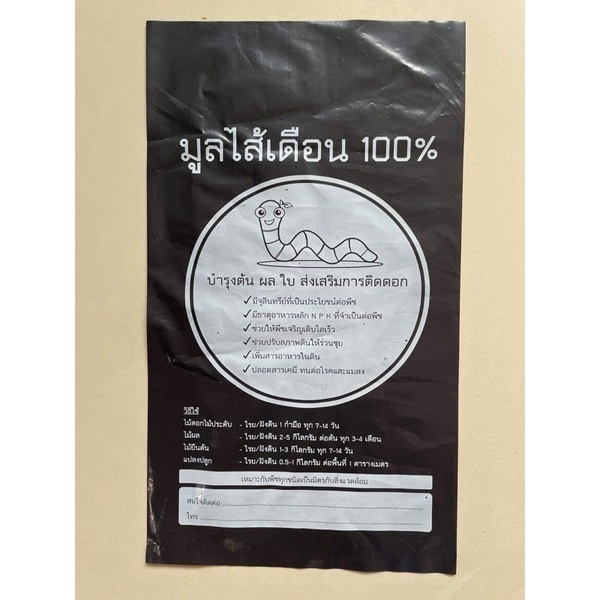 มูลไส้เดือน 100%
บำรุงต้น ผล ใบ ส่งเสริมการติดดอก
✓ มีจุลินทรีย์ที่เป็นประโยชน์ต่อพืช
✓ มีธาตุอาหารหลัก N P K ที่จำเป็นต่อพืช
✓ ช่วยให้พืชเจริญเติบโตเร็ว
✓ ช่วยปรับสภาพดินให้ร่วนซุย
✓ เพิ่มสารอาหารในดิน
✓ ปลอดสารเคมี ทนต่อโรคและแมลง
วิธีใช้
ไม้ดอกไม้ประดับ - โรย/ฝังดิน 1 กำมือ ทุก 7-14 วัน
ไม้ผล - โรย/ฝังดิน 2-5 กิโลกรัม ต่อต้น ทุก 3-4 เดือน
ไม้ยืนต้น - โรย/ฝังดิน 1-3 กิโลกรัม ทุก 7-14 วัน
แปลงปลูก - โรย/ฝังดิน 0.5-1 กิโลกรัม ต่อพื้นที่ 1 ตารางเมตร
เหมาะกับพืชทุกชนิดเป็นมิตรกับสิ่งแวดล้อม
สนใจติดต่อ
โทร